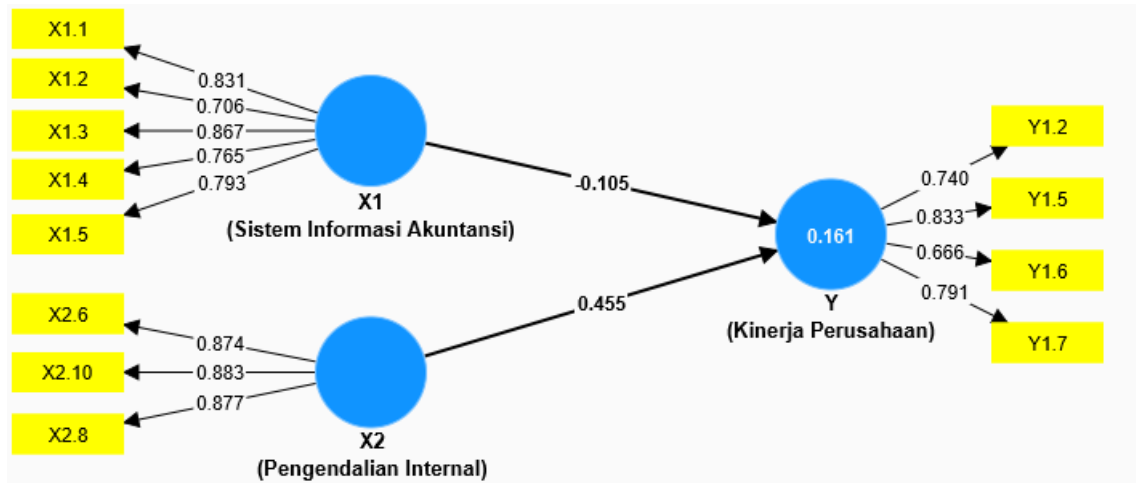 X1.1
X1.2
X1.3
X1.4
X1.5
0.831
0.706
0.867
0.765
0.793
X1
(Sistem Informasi Akuntansi)
-0.105
X2.6
X2.10
X2.8
0.874
0.883
0.877
X2
(Pengendalian Internal)
0.455
0.161
Y
(Kinerja Perusahaan)
0.740
0.833
0.666
0.791
Y1.2
Y1.5
Y1.6
Y1.7